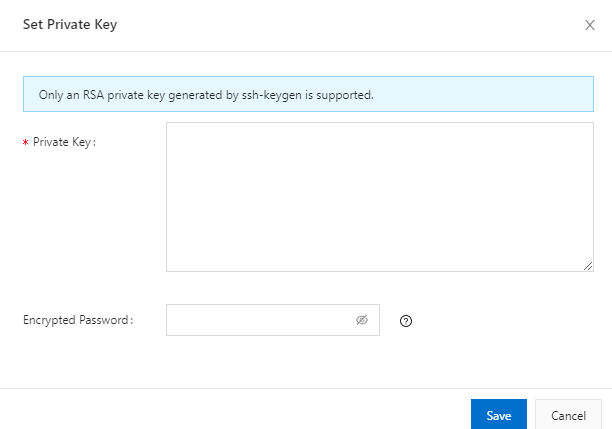 Set Private Key
Only an RSA private key generated by ssh-keygen is supported.
* Private Key :
Encrypted Password :
Save
Cancel